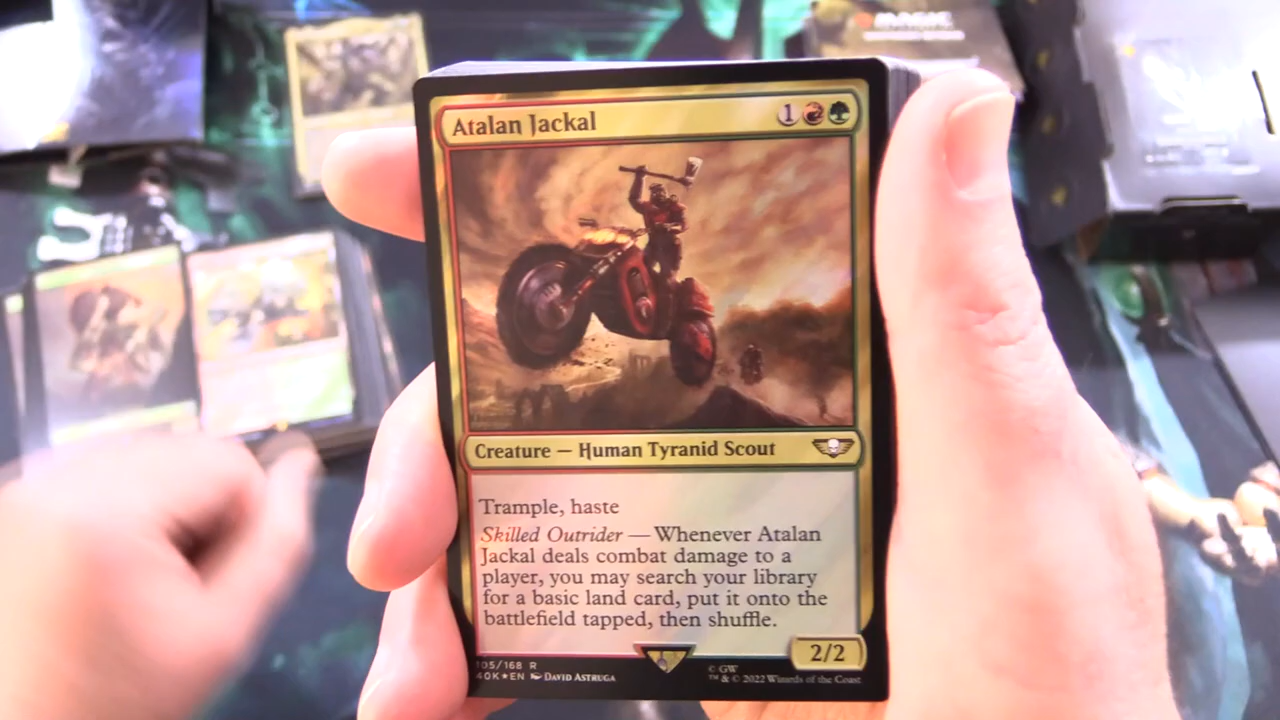 MAGIC
Atalan Jackal
1
Creature — Human Tyranid Scout
Trample, haste
Skilled Outrider — Whenever Atalan
Jackal deals combat damage to a
player, you may search your library
for a basic land card, put it onto the
battlefield tapped, then shuffle.
2/2
105/168 R
40K★EN DAVID ASTRUGA
© GW
™ & © 2022 Wizards of the Coast